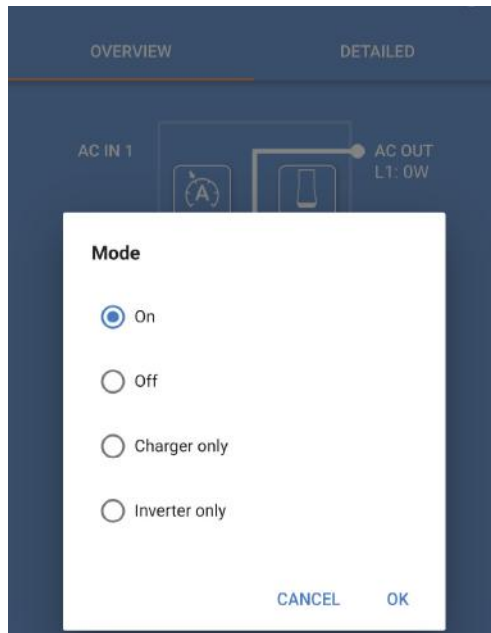 OVERVIEW DETAILED
AC IN 1 AC OUT
L1: 0W
A
Mode
On
Off
Charger only
Inverter only
CANCEL OK